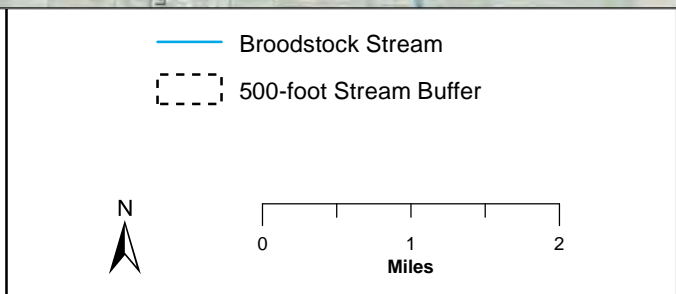 Broodstock Stream
500-foot Stream Buffer
N
0 1 2
Miles